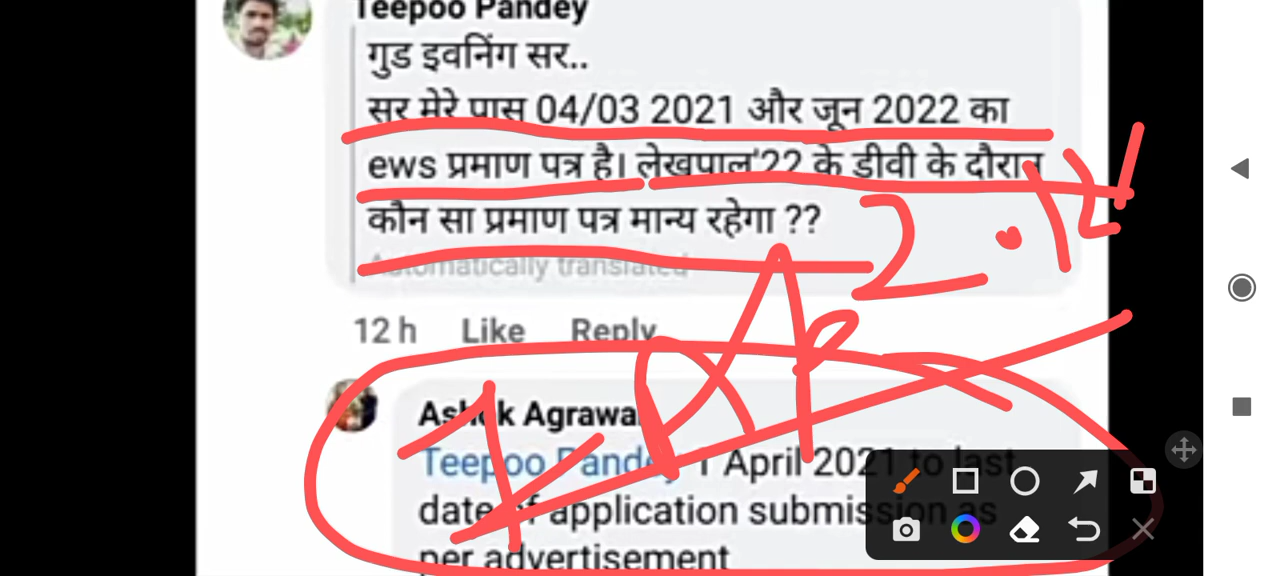 Teepoo Pandey
गुड इवनिंग सर..
सर मेरे पास 04/03 2021 और जून 2022 का
ews प्रमाण पत्र है। लेखपाल'22 के डीवी के दौरान
कौन सा प्रमाण पत्र मान्य रहेगा ??
Automatically translated
12 h Like Reply
Ashok Agrawal
Teepoo Pandey 1 April 2021 to last
date of application submission as
per advertisement